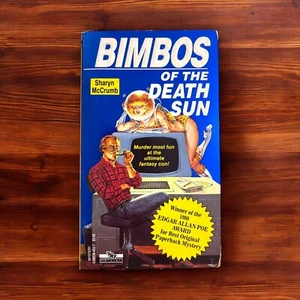 BIMBOS
OF THE
DEATH
SUN
Sharyn
McCrumb
Murder most fun
at the
ultimate
fantasy con!
Winner of the
1988
EDGAR ALLAN POE
AWARD
for Best Original
Paperback Mystery